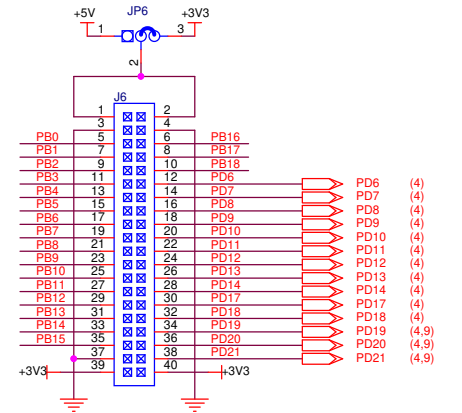 JP6
+5V +3V3
1 3
2
J6
1 2
3 4
PB0 5 6 PB16
PB1 7 8 PB17
PB2 9 10 PB18
PB3 11 12 PD6 PD6 (4)
PB4 13 14 PD7 PD7 (4)
PB5 15 16 PD8 PD8 (4)
PB6 17 18 PD9 PD9 (4)
PB7 19 20 PD10 PD10 (4)
PB8 21 22 PD11 PD11 (4)
PB9 23 24 PD12 PD12 (4)
PB10 25 26 PD13 PD13 (4)
PB11 27 28 PD14 PD14 (4)
PB12 29 30 PD17 PD17 (4)
PB13 31 32 PD18 PD18 (4)
PB14 33 34 PD19 PD19 (4,9)
PB15 35 36 PD20 PD20 (4,9)
37 38 PD21 PD21 (4,9)
+3V3 39 40 +3V3